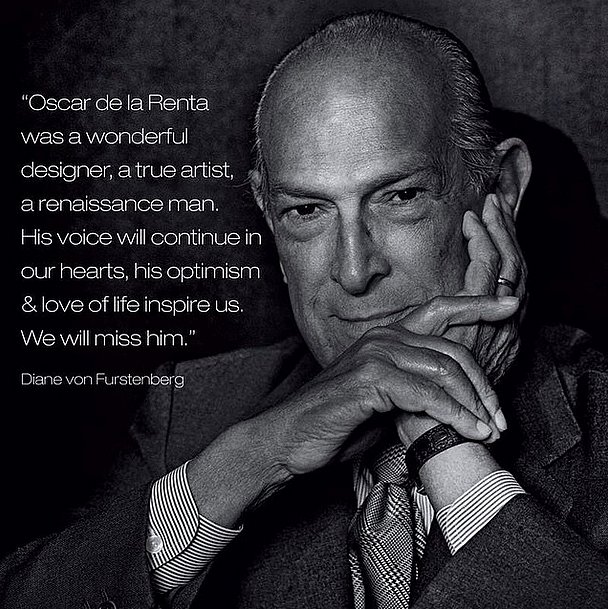 “Oscar de la Renta
was a wonderful
designer, a true artist,
a renaissance man.
His voice will continue in
our hearts, his optimism
& love of life inspire us.
We will miss him.”
Diane von Furstenberg